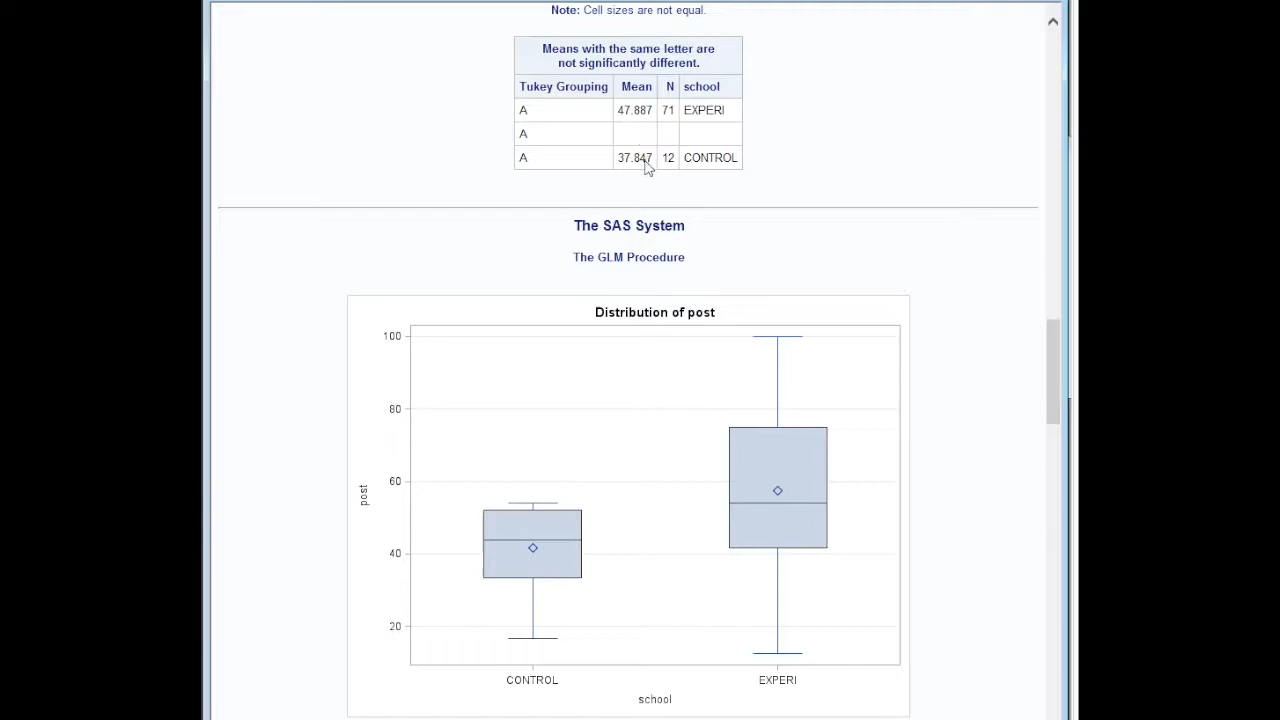 Note: Cell sizes are not equal.
Means with the same letter are
not significantly different.
Tukey Grouping Mean N school
A 47.887 71 EXPERI
A
A 37.847 12 CONTROL
The SAS System
The GLM Procedure
Distribution of post
100
80
60
40
20
post
CONTROL EXPERI
school